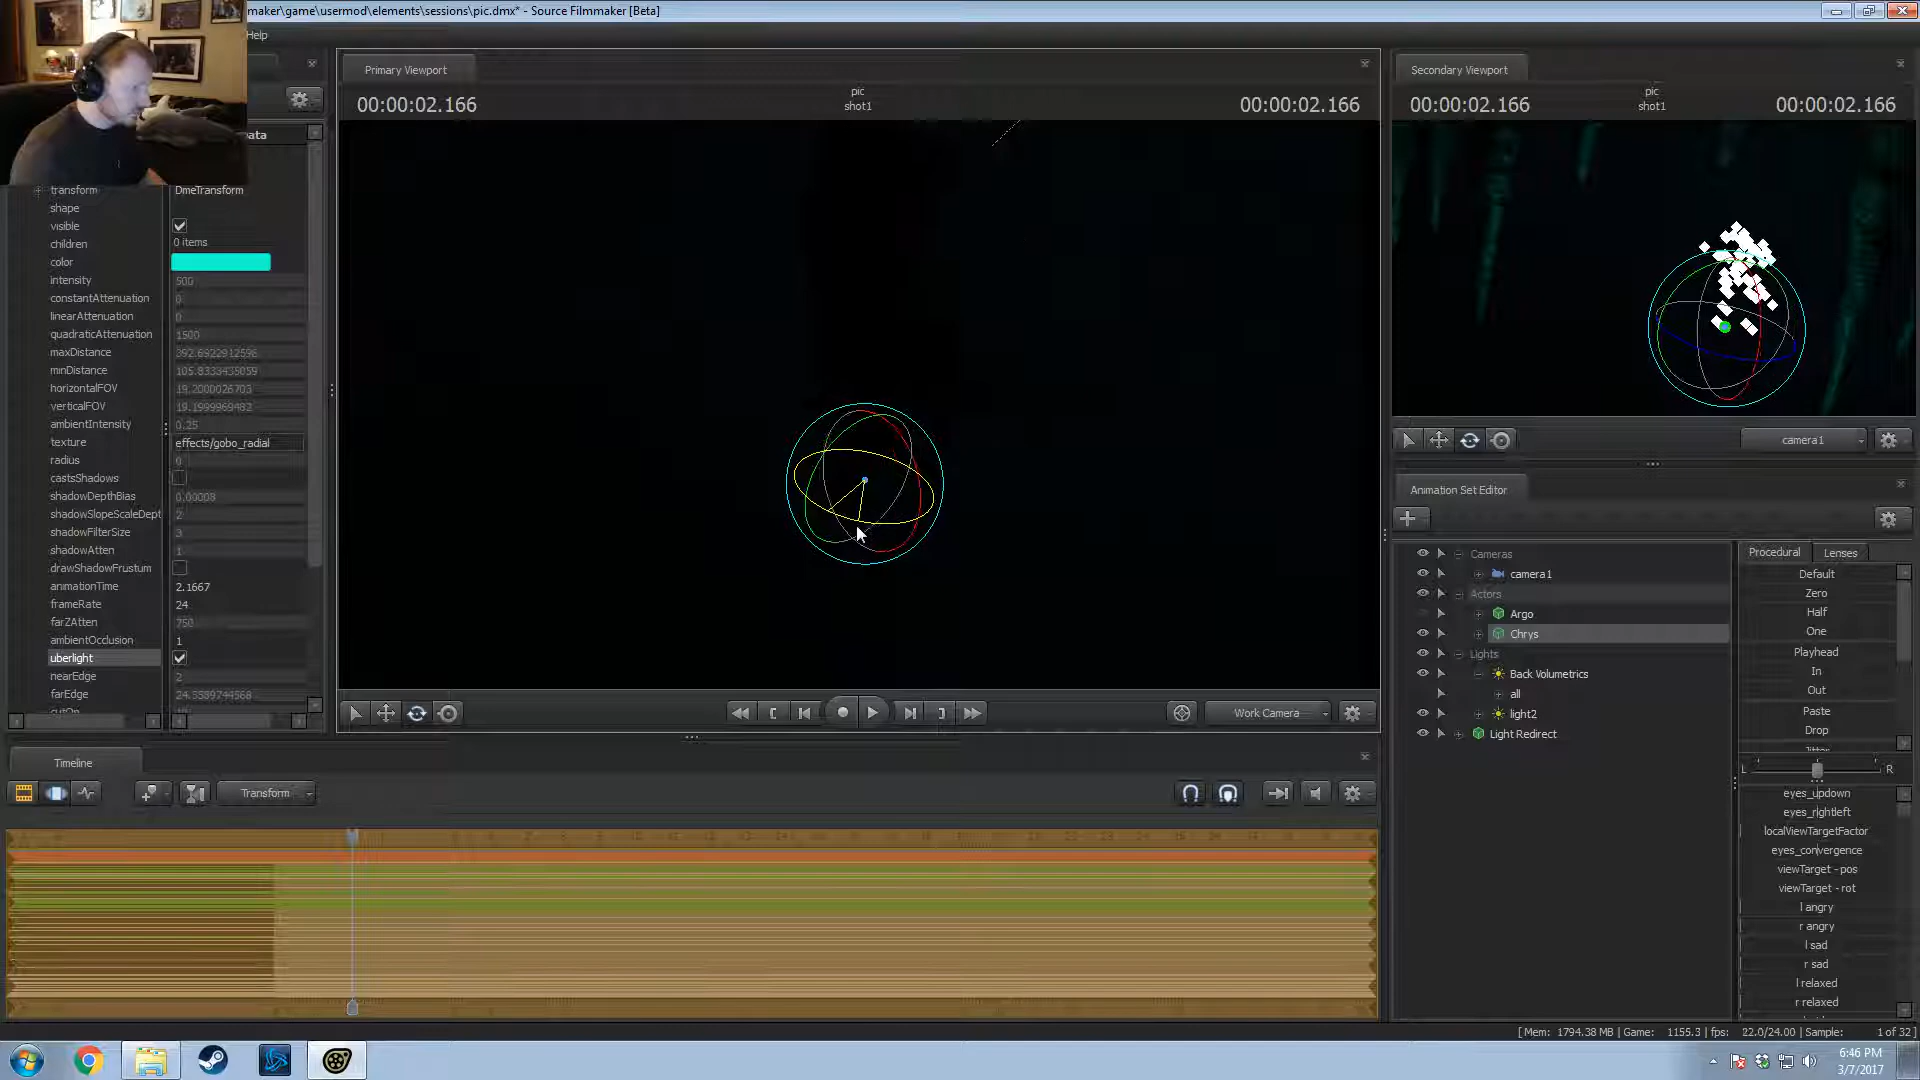 maker\game\usermod\elements\sessions\pic.dmx* - Source Filmmaker [Beta]
Help
Primary Viewport
00:00:02.166
pic
shot1
00:00:02.166
Secondary Viewport
00:00:02.166
pic
shot1
00:00:02.166
ata
transform DmeTransform
shape
visible
children 0 items
color
intensity 500
constantAttenuation 0
linearAttenuation 0
quadraticAttenuation 1500
maxDistance 392.6922912598
minDistance 105.8333435059
horizontalFOV 19.2000026703
verticalFOV 19.1999969482
ambientIntensity 0.25
texture effects/gobo_radial
radius 0
castsShadows
shadowDepthBias 0.00008
shadowSlopeScaleDept 2
shadowFilterSize 3
shadowAtten 1
drawShadowFrustum
animationTime 2.1667
frameRate 24
farZAtten 750
ambientOcclusion 1
uberlight
nearEdge 2
farEdge 24.5589744568
Work Camera
camera1
Animation Set Editor
Cameras
camera1
Actors
Argo
Chrys
Lights
Back Volumetrics
all
light2
Light Redirect
Procedural
Lenses
Default
Zero
Half
One
Playhead
In
Out
Paste
Drop
L
R
eyes_updown
eyes_rightleft
localViewTargetFactor
eyes_convergence
viewTarget - pos
viewTarget - rot
l angry
r angry
l sad
r sad
l relaxed
r relaxed
Timeline
Transform
[ Mem: 1794.38 MB | Game: 1155.3 | fps: 22.0/24.00 | Sample: 1 of 32 ]
6:46 PM
3/7/2017